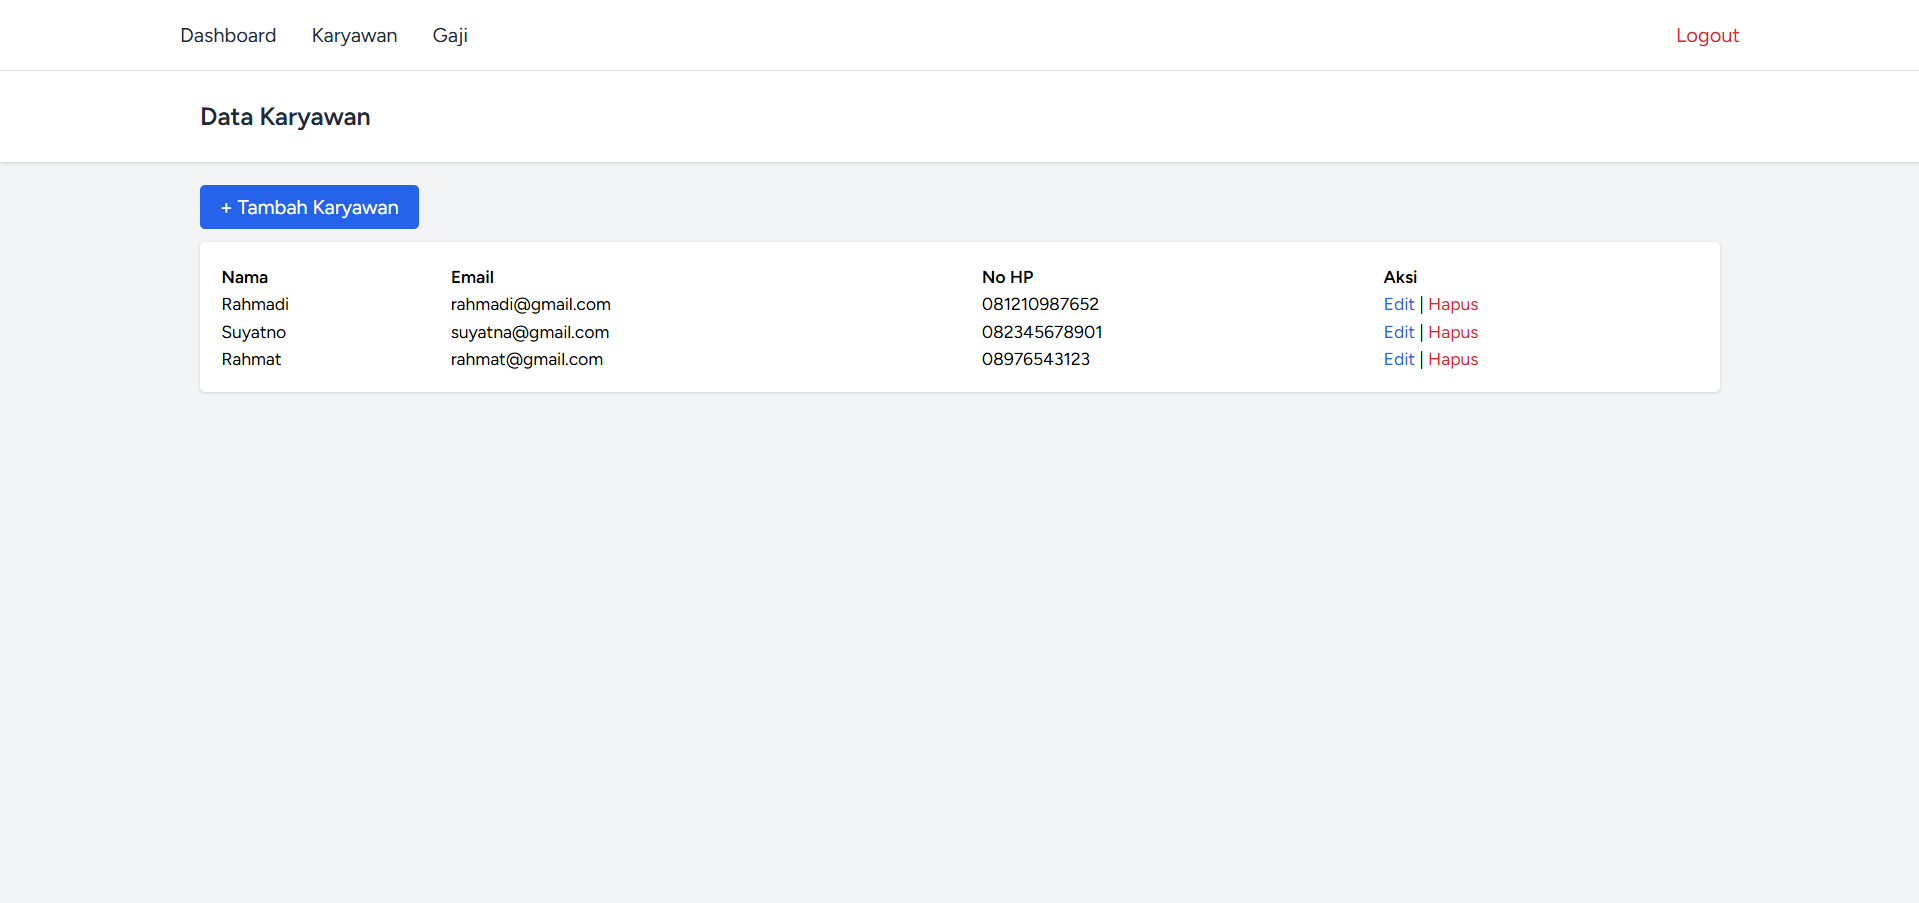 Dashboard Karyawan Gaji Logout
Data Karyawan
+ Tambah Karyawan
Nama Email No HP Aksi
Rahmadi rahmadi@gmail.com 081210987652 Edit | Hapus
Suyatno suyatna@gmail.com 082345678901 Edit | Hapus
Rahmat rahmat@gmail.com 08976543123 Edit | Hapus